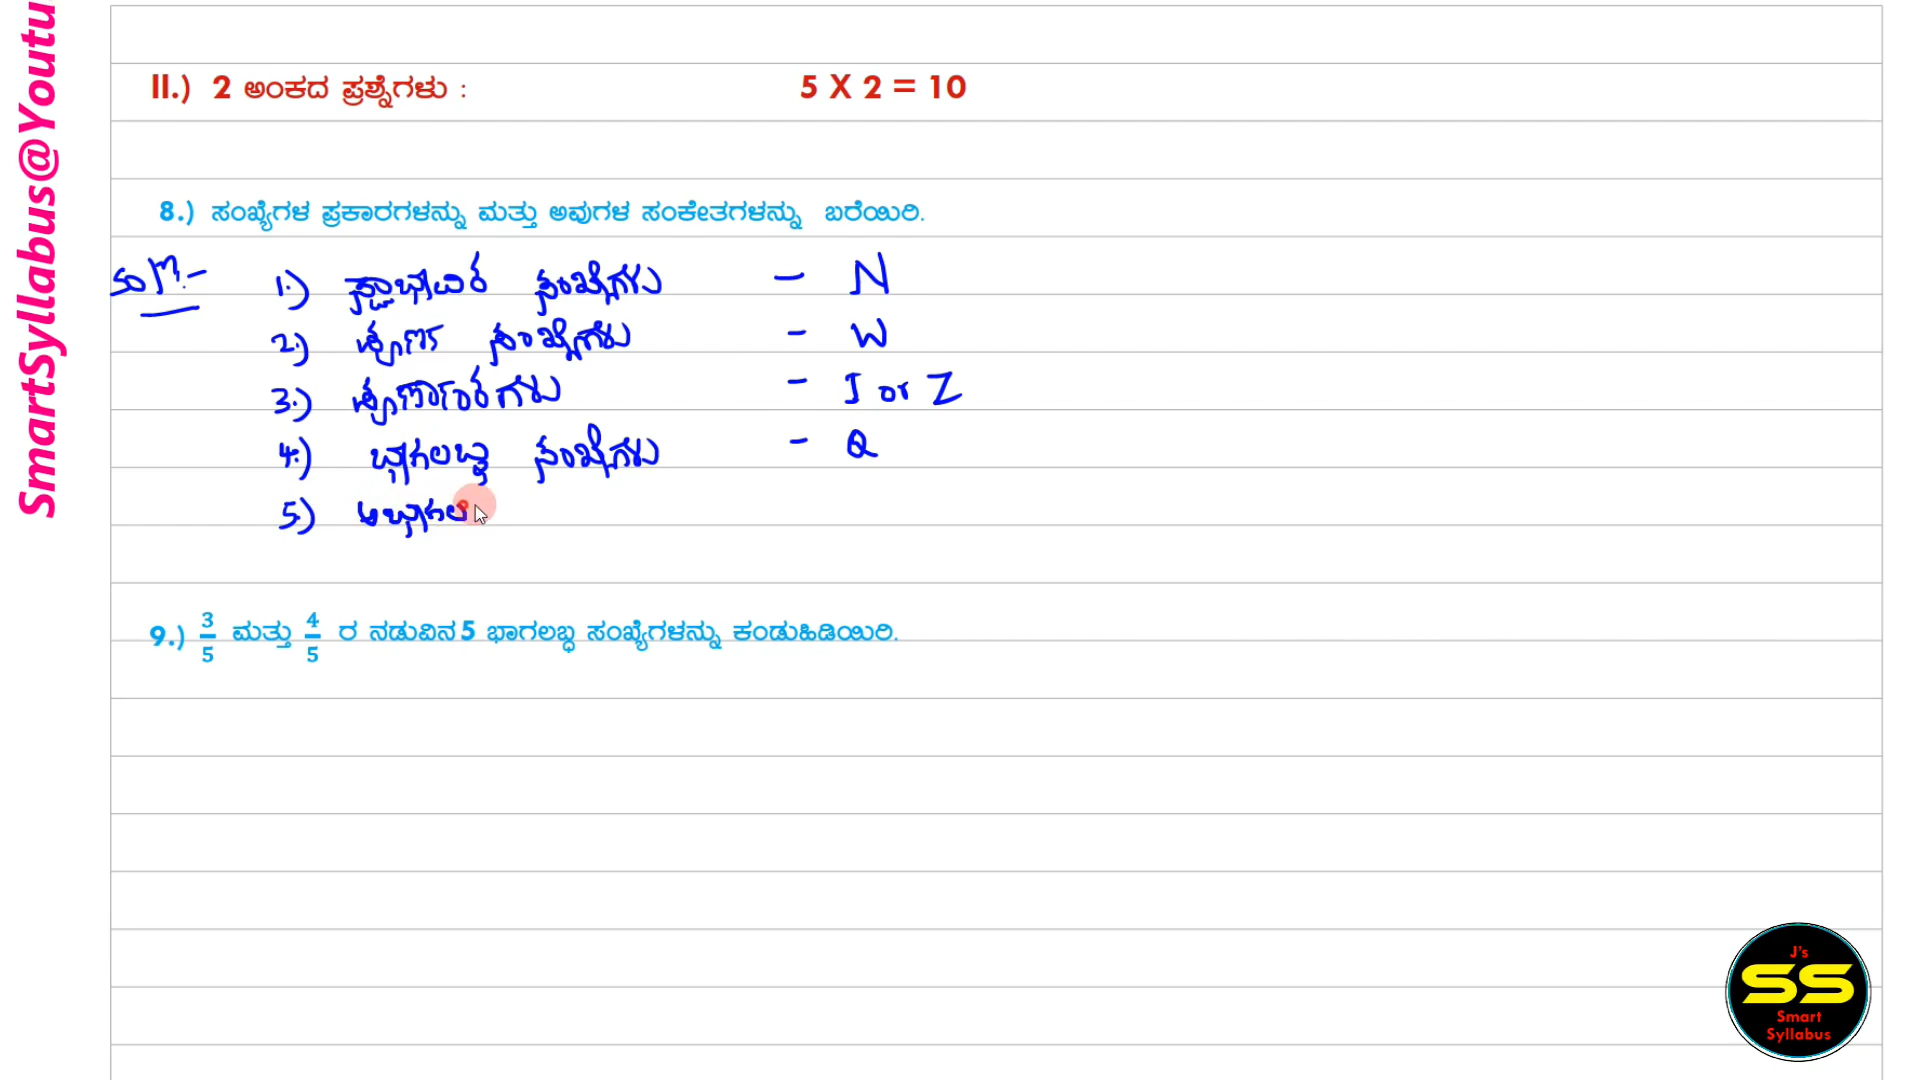 SmartSyllabus@Youtu
II.) 2 ಅಂಕದ ಪ್ರಶ್ನೆಗಳು : 5 X 2 = 10
8.) ಸಂಖ್ಯೆಗಳ ಪ್ರಕಾರಗಳನ್ನು ಮತ್ತು ಅವುಗಳ ಸಂಕೇತಗಳನ್ನು ಬರೆಯಿರಿ.
1.) ಸ್ವಾಭಾವಿಕ ಸಂಖ್ಯೆಗಳು - N
2.) ಪೂರ್ಣ ಸಂಖ್ಯೆಗಳು - W
3.) ಪೂರ್ಣಾಂಕಗಳು - I or Z
4.) ಭಾಗಲಬ್ಧ ಸಂಖ್ಯೆಗಳು - Q
5.) ಅಭಾಗಲ
9.) 3/5 ಮತ್ತು 4/5 ರ ನಡುವಿನ 5 ಭಾಗಲಬ್ಧ ಸಂಖ್ಯೆಗಳನ್ನು ಕಂಡುಹಿಡಿಯಿರಿ.
J's
SS
Smart
Syllabus